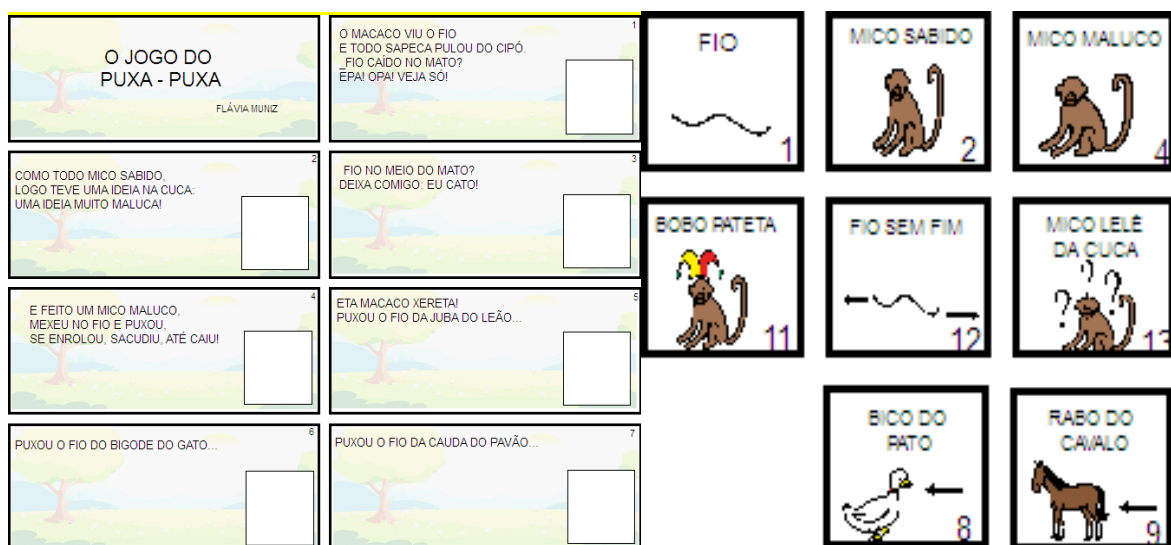 O JOGO DO
PUXA - PUXA
FLÁVIA MUNIZ
1
O MACACO VIU O FIO
E TODO SAPECA PULOU DO CIPÓ.
_FIO CAÍDO NO MATO?
EPA! OPA! VEJA SÓ!
2
COMO TODO MICO SABIDO,
LOGO TEVE UMA IDEIA NA CUCA:
UMA IDEIA MUITO MALUCA!
3
FIO NO MEIO DO MATO?
DEIXA COMIGO: EU CATO!
4
E FEITO UM MICO MALUCO,
MEXEU NO FIO E PUXOU,
SE ENROLOU, SACUDIU, ATÉ CAIU!
5
ETA MACACO XERETA!
PUXOU O FIO DA JUBA DO LEÃO...
6
PUXOU O FIO DO BIGODE DO GATO...
7
PUXOU O FIO DA CAUDA DO PAVÃO...
FIO
1
MICO SABIDO
2
MICO MALUCO
4
BOBO PATETA
11
FIO SEM FIM
12
MICO LELÉ
DA CUCA
? ? ? ?
13
BICO DO
PATO
8
RABO DO
CAVALO
9